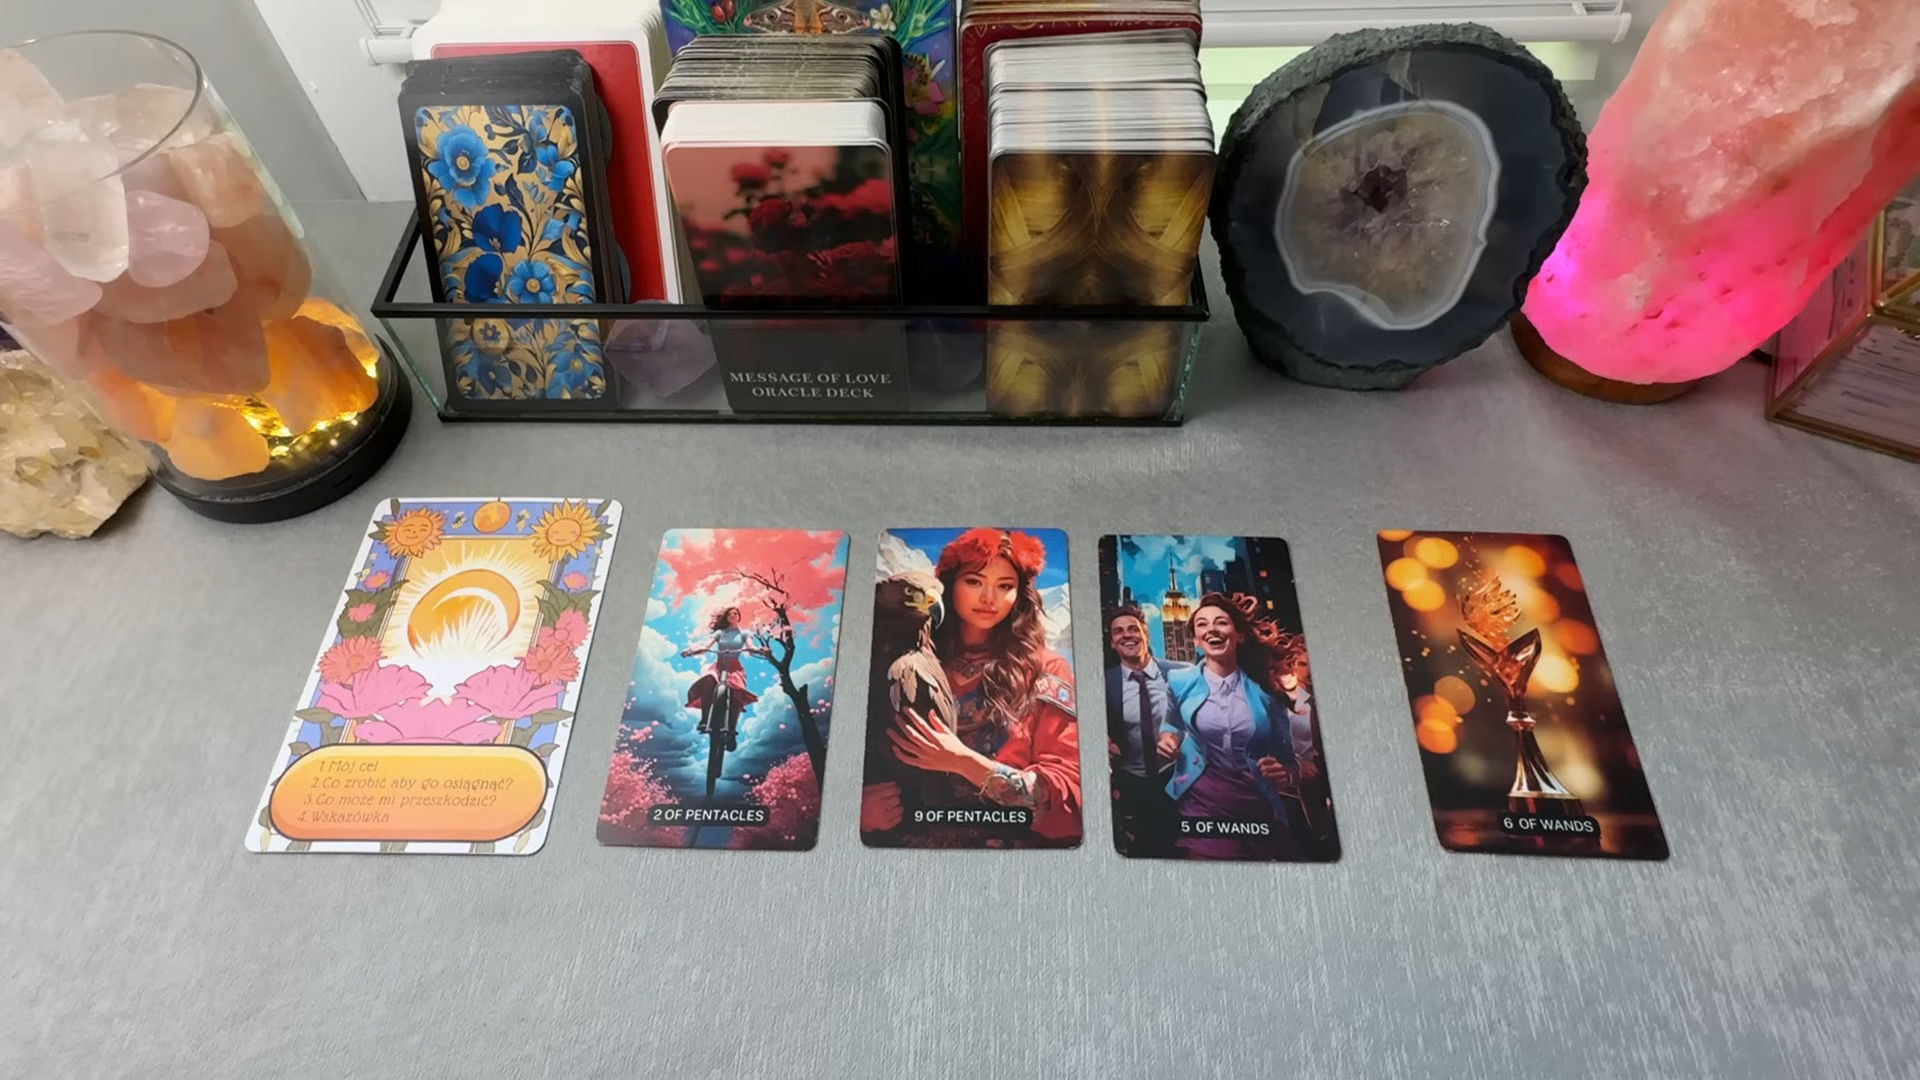 MESSAGE OF LOVE
ORACLE DECK
1. Mój cel
2. Co zrobić aby go osiągnąć?
3. Co może mi przeszkodzić?
4. Wskazówka
2 OF PENTACLES
9 OF PENTACLES
5 OF WANDS
6 OF WANDS